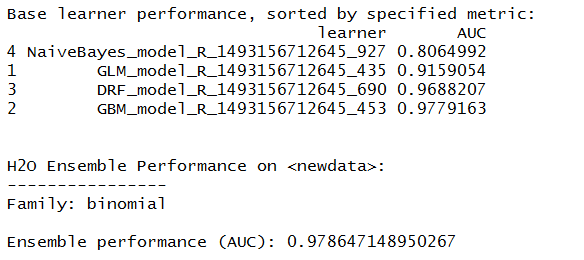 Base learner performance, sorted by specified metric:
learner AUC
4 NaiveBayes_model_R_1493156712645_927 0.8064992
1 GLM_model_R_1493156712645_435 0.9159054
3 DRF_model_R_1493156712645_690 0.9688207
2 GBM_model_R_1493156712645_453 0.9779163
H2O Ensemble Performance on <newdata>:
----------------
Family: binomial
Ensemble performance (AUC): 0.978647148950267